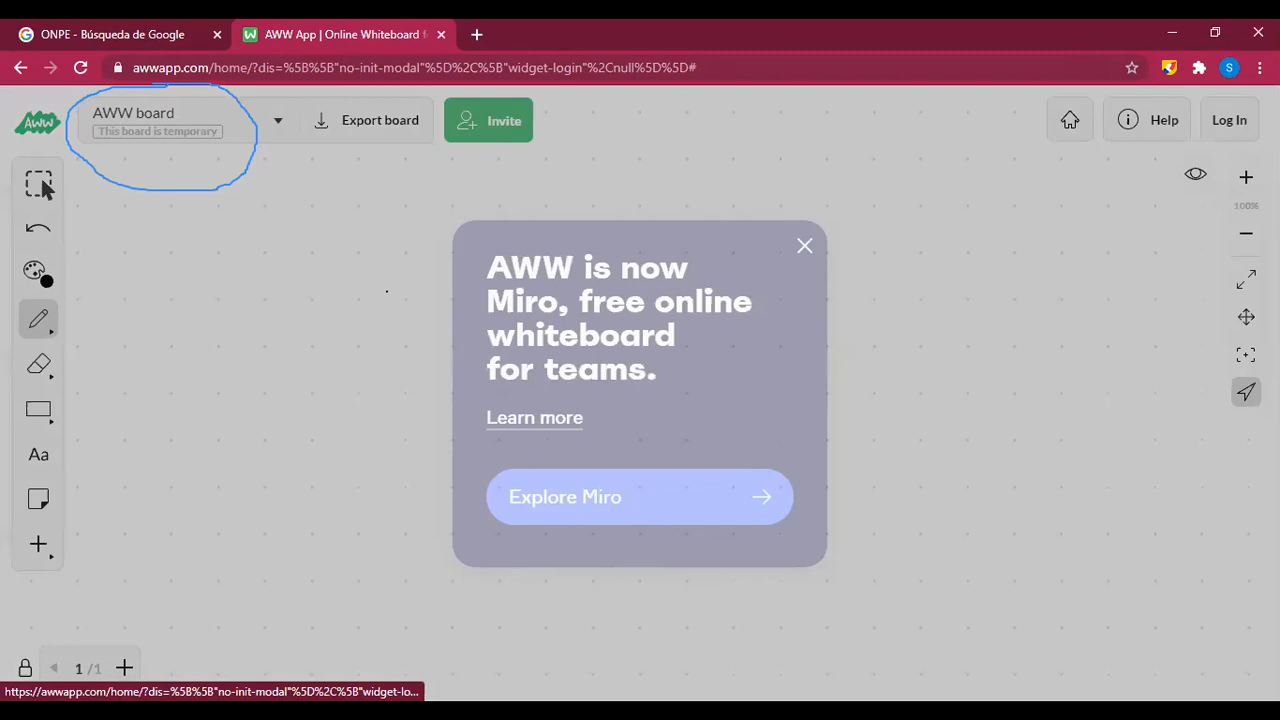 ONPE - Búsqueda de Google
AWW App | Online Whiteboard f
awwapp.com/home/?dis=%5B%5B"no-init-modal"%5D%2C%5B"widget-login"%2Cnull%5D%5D#
S
AWW
AWW board
This board is temporary
Export board
Invite
Help
Log In
100%
AWW is now
Miro, free online
whiteboard
for teams.
Learn more
Explore Miro
Aa
1 /1
https://awwapp.com/home/?dis=%5B%5B"no-init-modal"%5D%2C%5B"widget-lo...